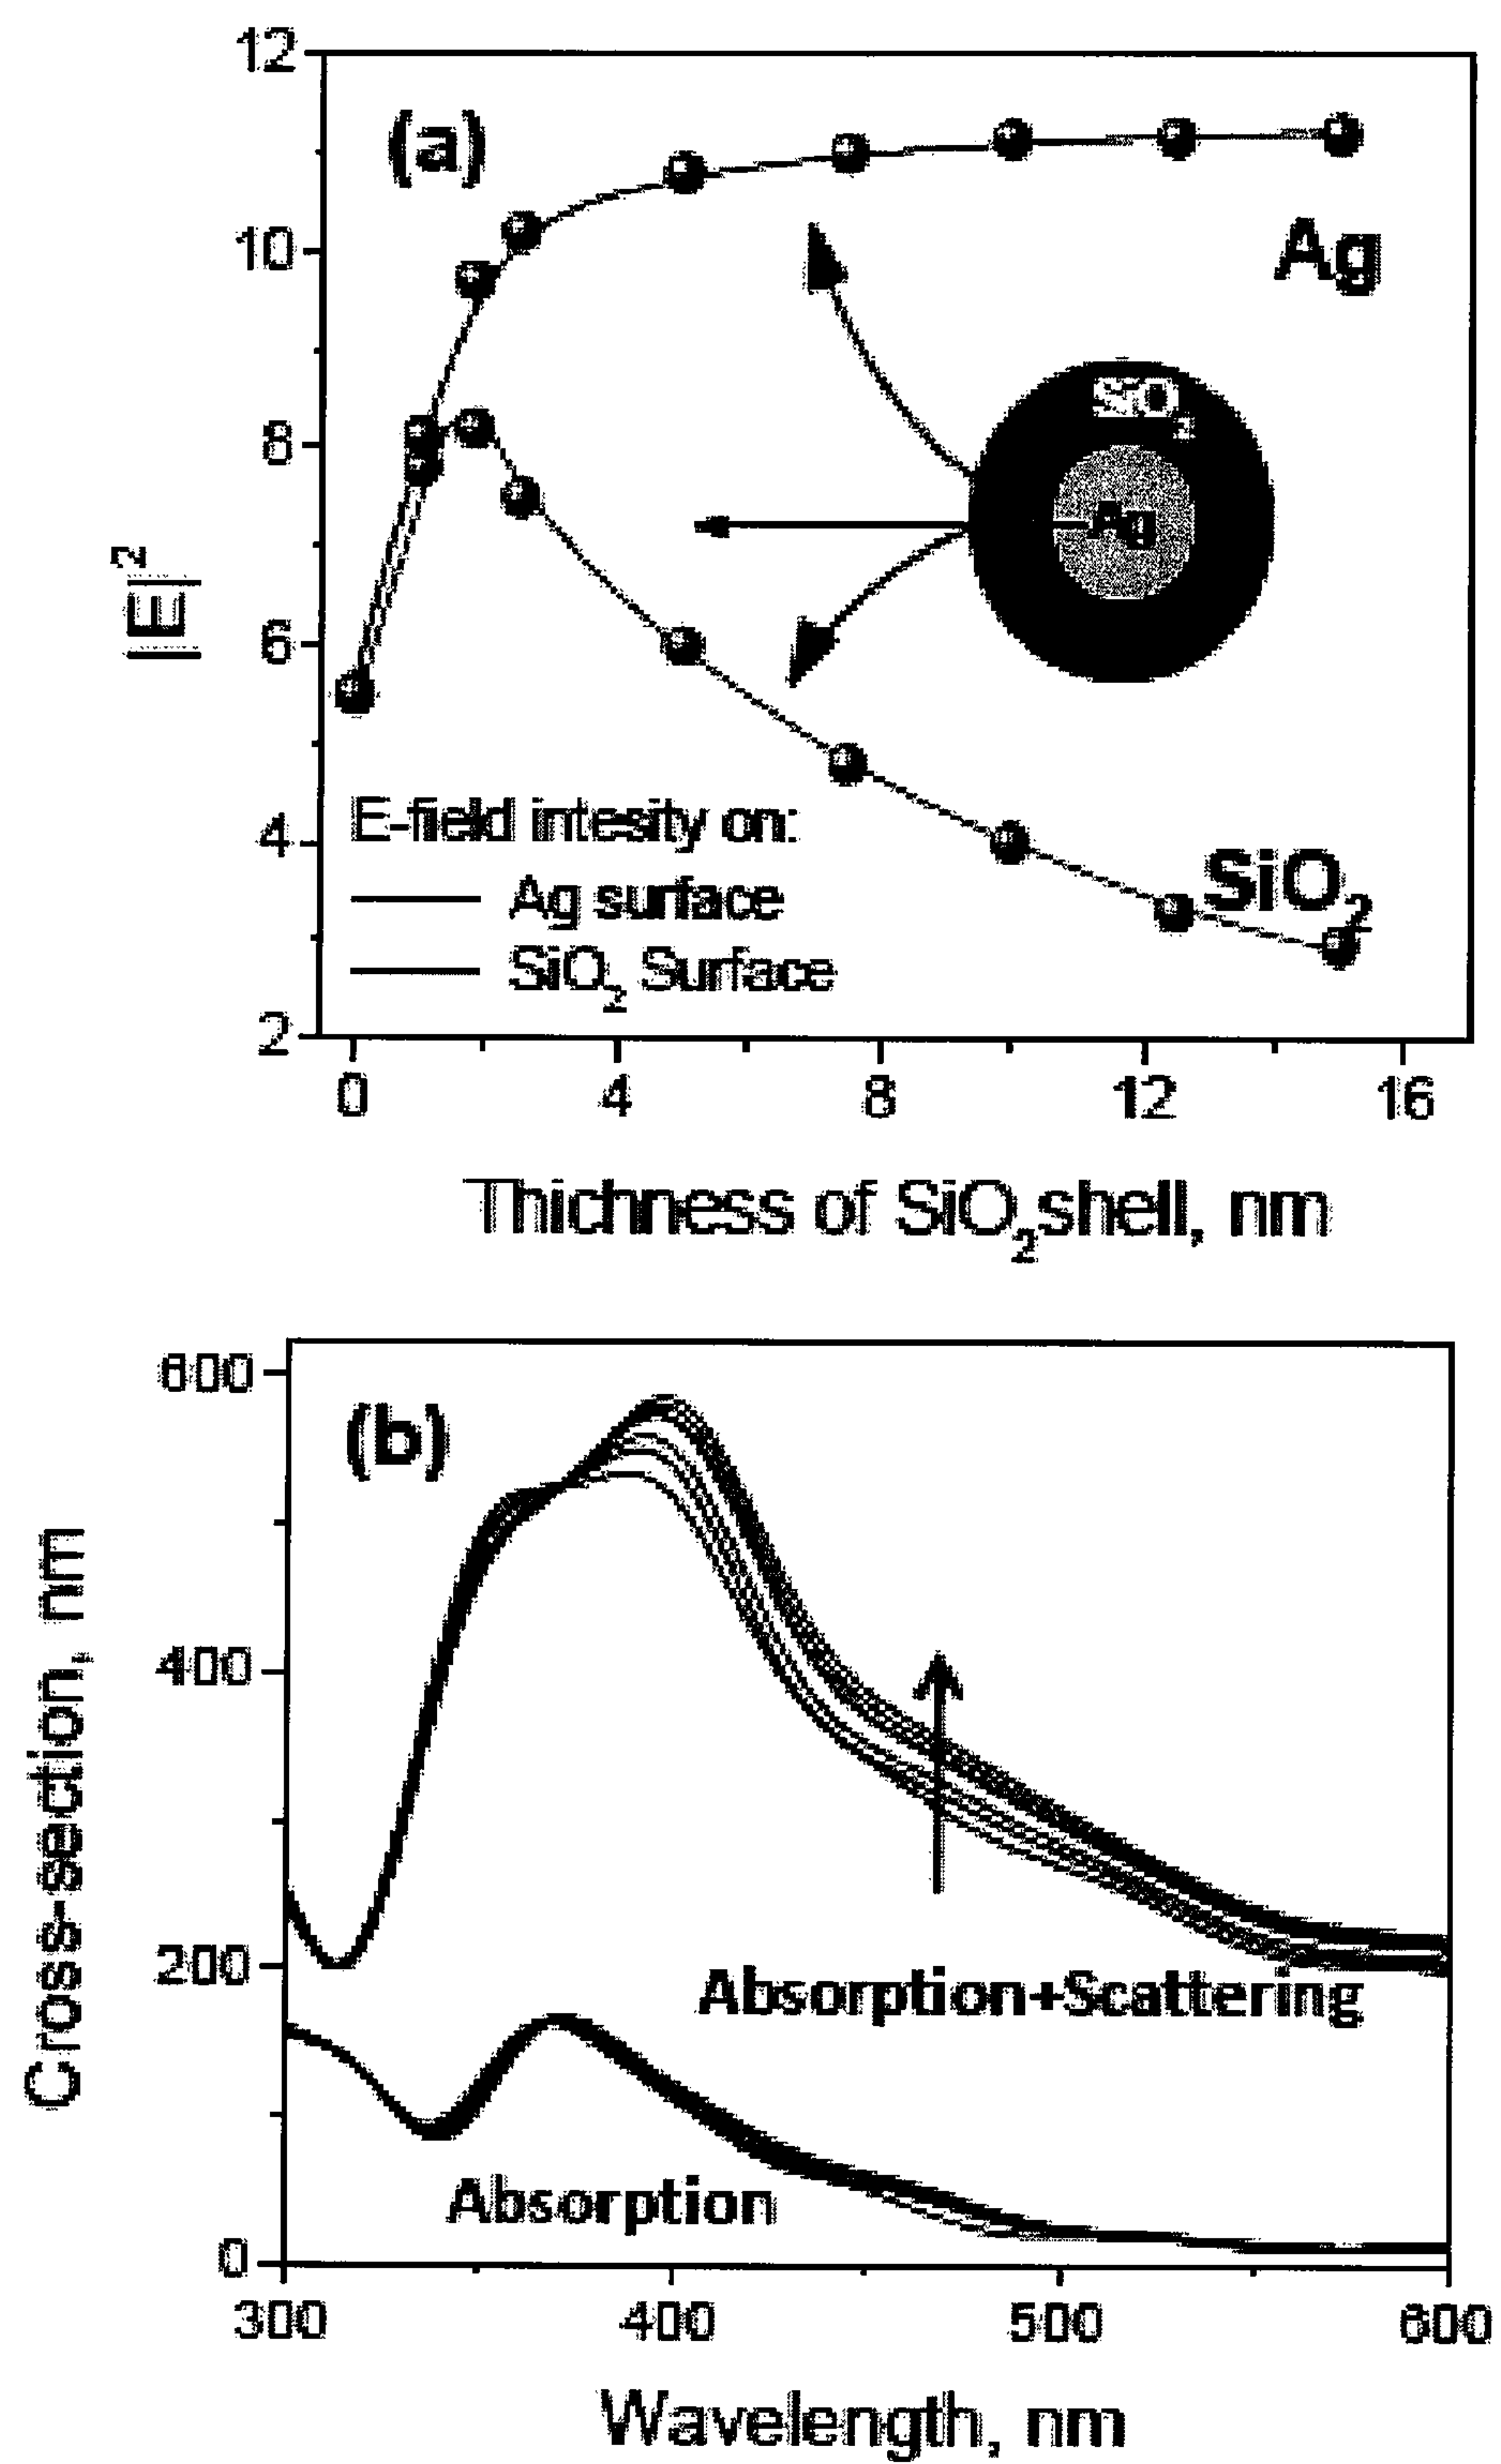 12
(a)
10
Ag
SiO2
8
Ag
|E|²
6
E-field intesity on:
4
SiO₂
Ag surface
SiO₂ Surface
2
0 4 8 12 16
Thichness of SiO₂ shell, nm
600
(b)
Cross-section, nm
400
200
Absorption+Scattering
Absorption
0
300 400 500 600
Wavelength, nm